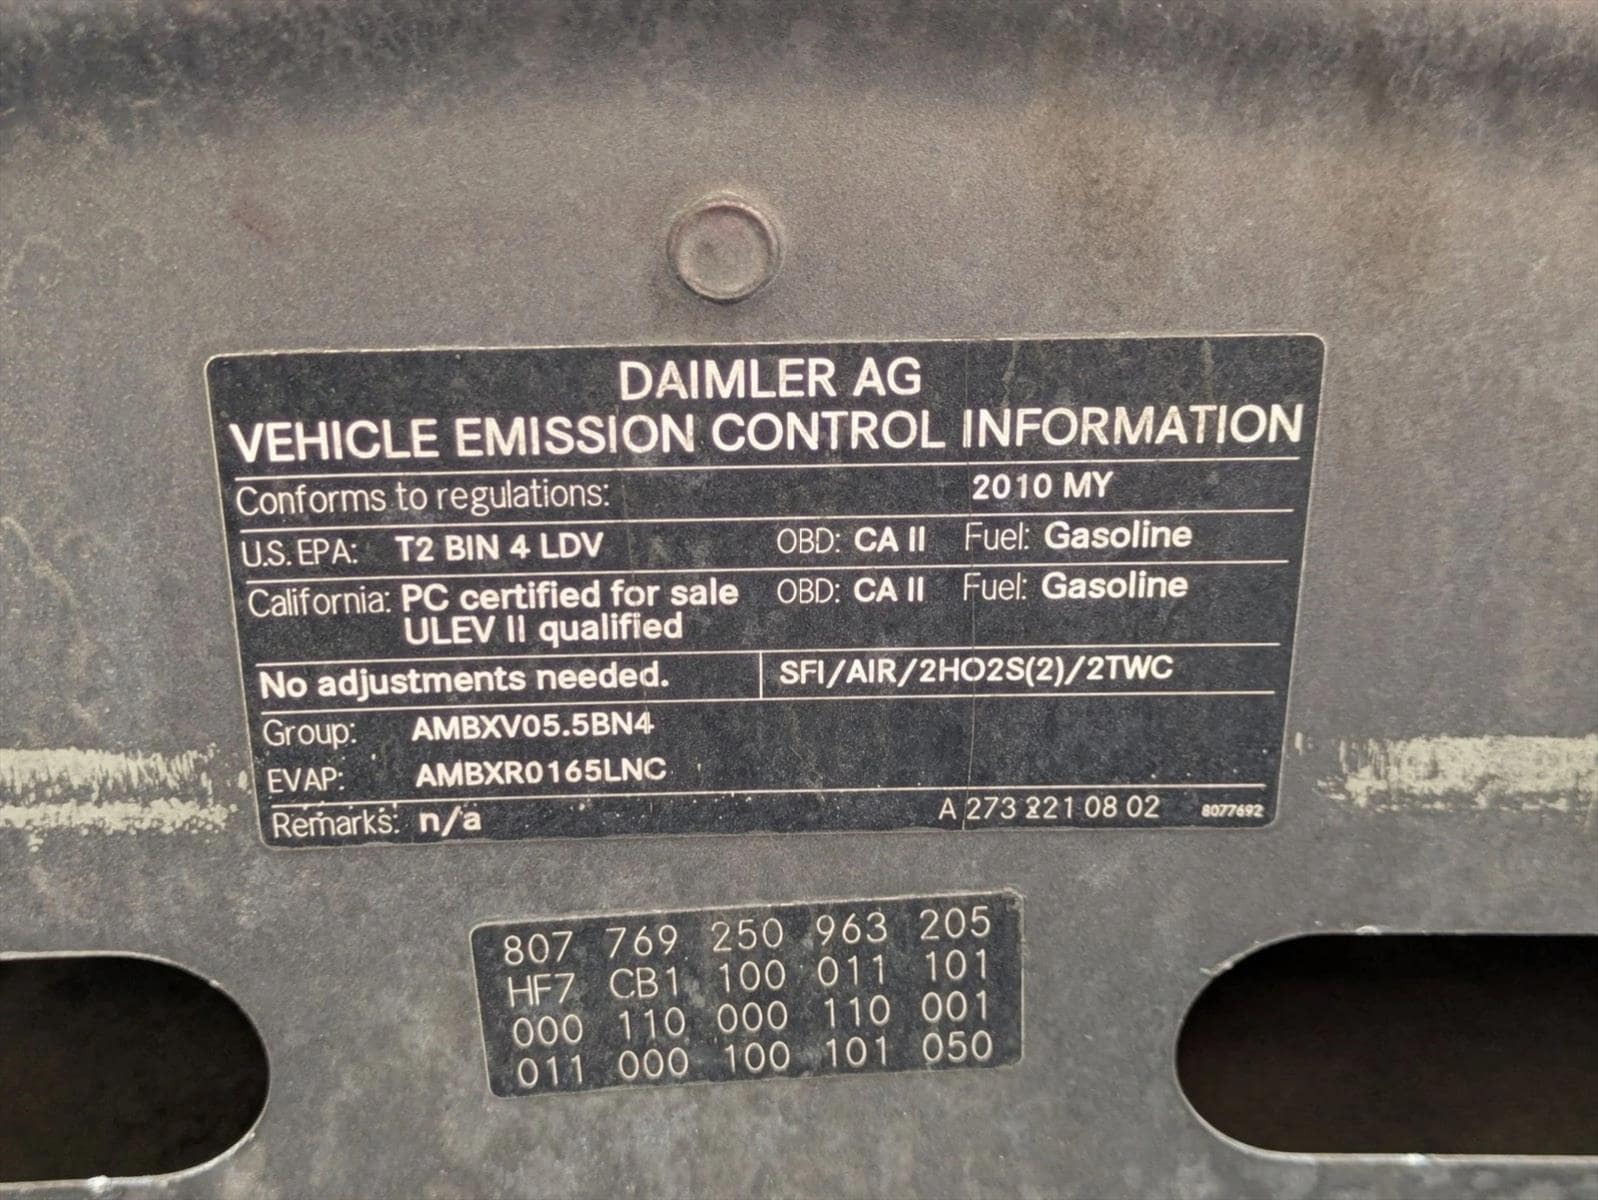 DAIMLER AG
VEHICLE EMISSION CONTROL INFORMATION
Conforms to regulations: 2010 MY
U.S. EPA: T2 BIN 4 LDV OBD: CA II Fuel: Gasoline
California: PC certified for sale OBD: CA II Fuel: Gasoline
ULEV II qualified
No adjustments needed. SFI/AIR/2HO2S(2)/2TWC
Group: AMBXV05.5BN4
EVAP: AMBXR0165LNC
Remarks: n/a A 273 221 08 02 8077692
807 769 250 963 205
HF7 CB1 100 011 101
000 110 000 110 001
011 000 100 101 050